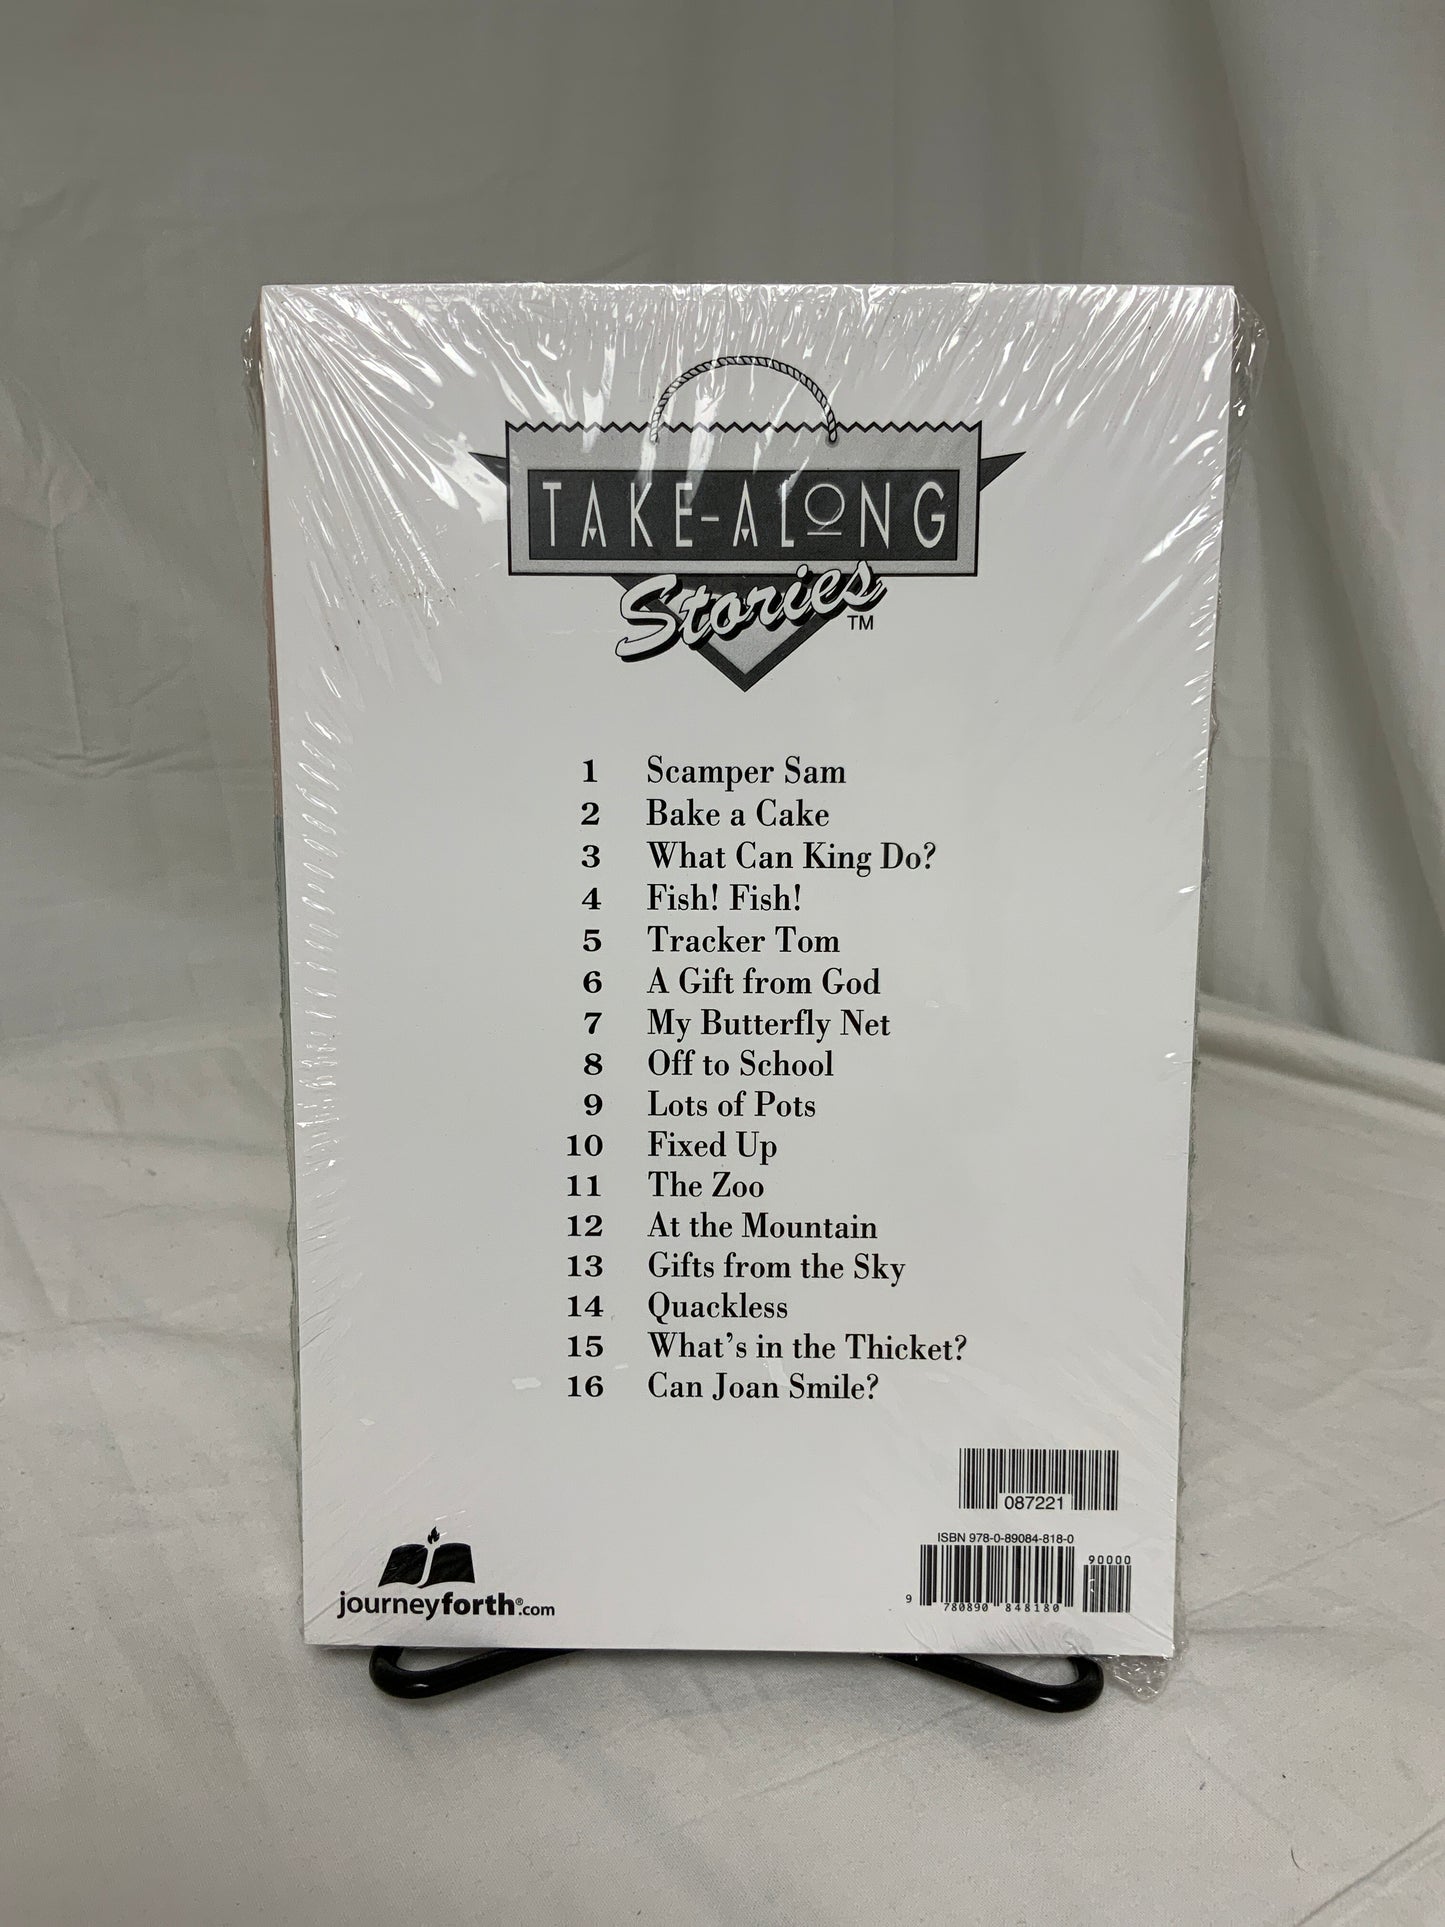 TAKE-ALONG
Stories™
1 Scamper Sam
2 Bake a Cake
3 What Can King Do?
4 Fish! Fish!
5 Tracker Tom
6 A Gift from God
7 My Butterfly Net
8 Off to School
9 Lots of Pots
10 Fixed Up
11 The Zoo
12 At the Mountain
13 Gifts from the Sky
14 Quackless
15 What's in the Thicket?
16 Can Joan Smile?
087221
ISBN 978-0-89084-818-0
90000
9 780890 848180
journeyforth®.com